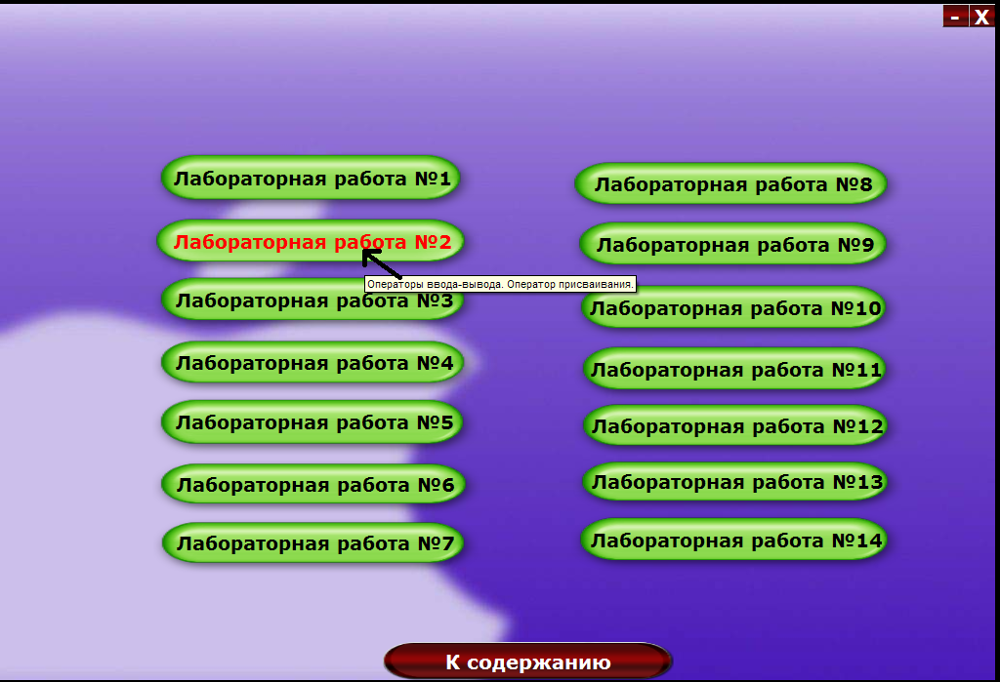 - X
Лабораторная работа №1
Лабораторная работа №2
Операторы ввода-вывода. Оператор присваивания.
Лабораторная работа №3
Лабораторная работа №4
Лабораторная работа №5
Лабораторная работа №6
Лабораторная работа №7
Лабораторная работа №8
Лабораторная работа №9
Лабораторная работа №10
Лабораторная работа №11
Лабораторная работа №12
Лабораторная работа №13
Лабораторная работа №14
К содержанию